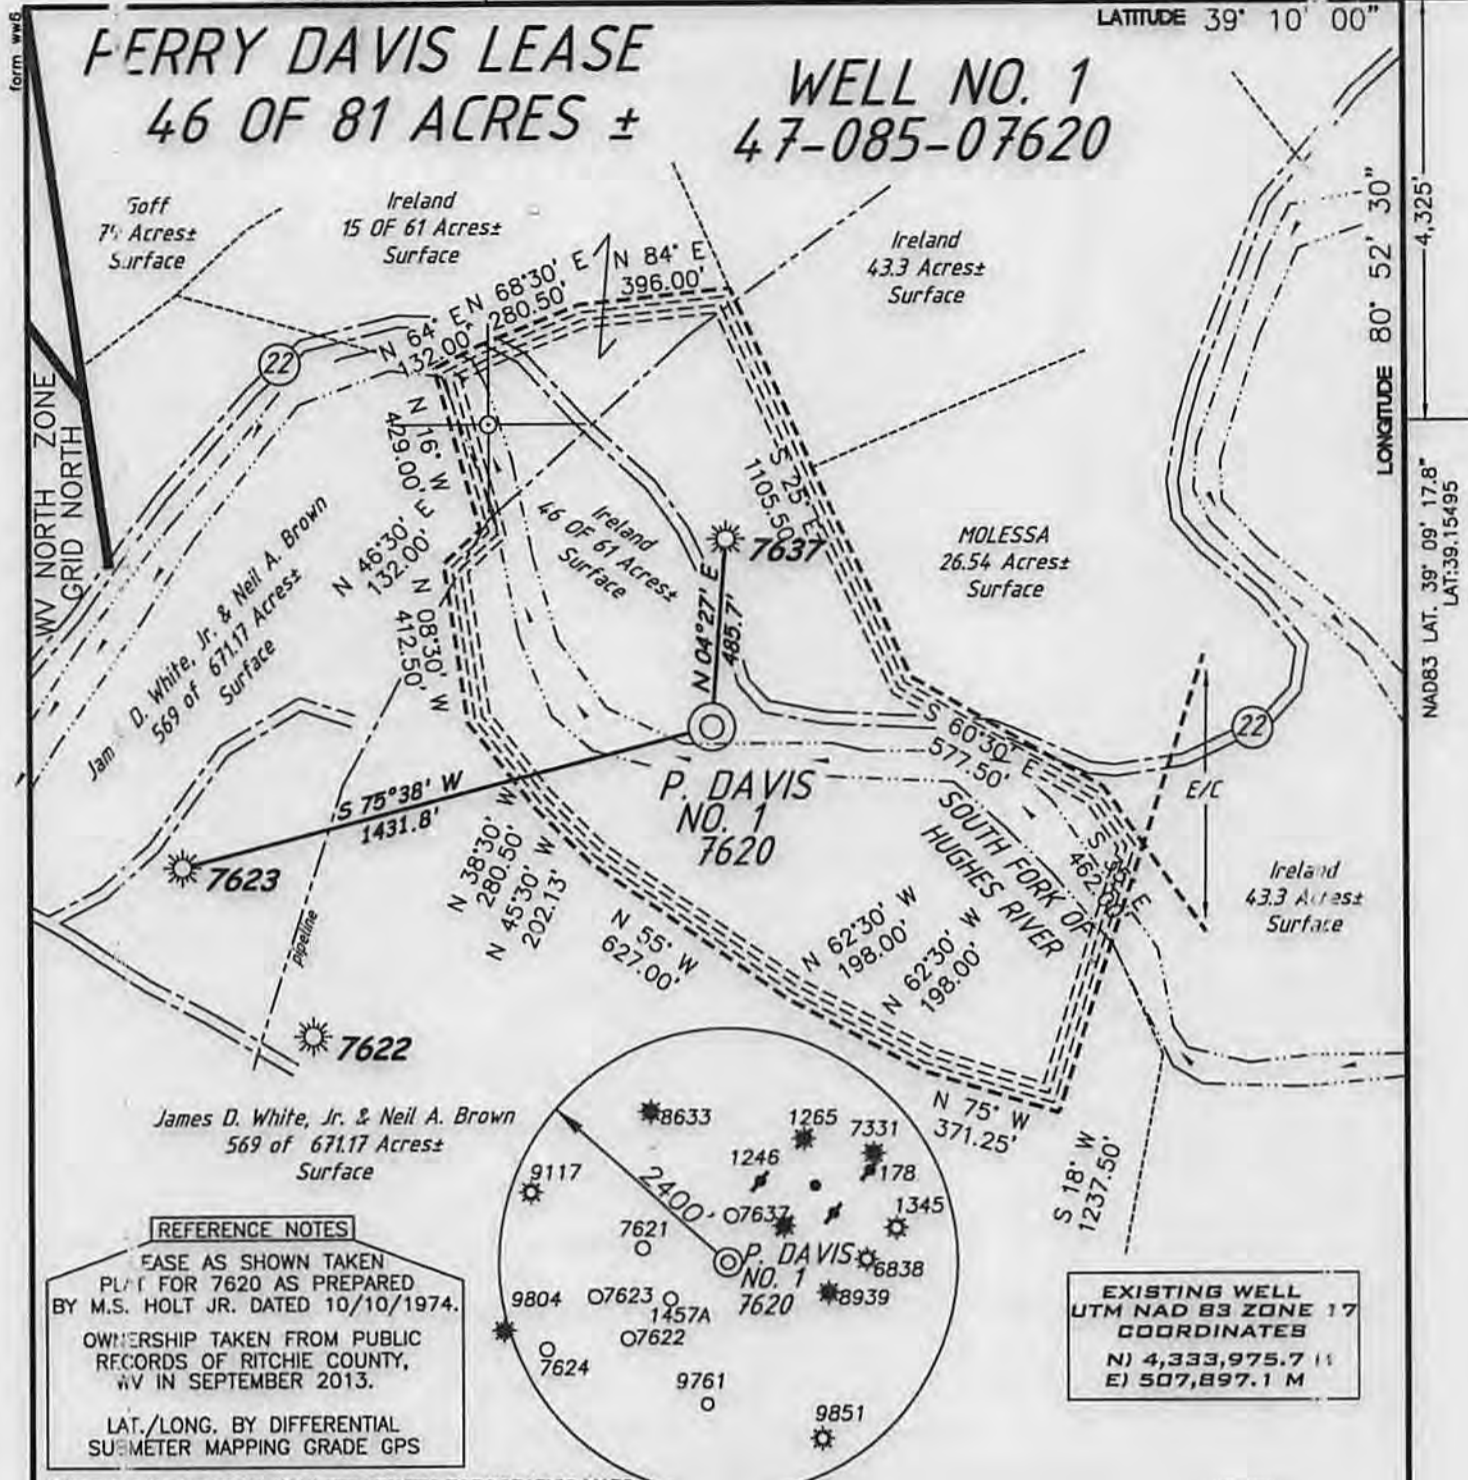 form ww6
LATITUDE 39° 10' 00"
PERRY DAVIS LEASE
46 OF 81 ACRES ±
WELL NO. 1
47-085-07620
4,325'
LONGITUDE 80° 52' 30"
NAD83 LAT. 39° 09' 17.8"
LAT:39.15495
WV NORTH ZONE
GRID NORTH
Goff
Acres±
Surface
Ireland
15 OF 61 Acres±
Surface
Ireland
43.3 Acres±
Surface
N 64° E
132.00'
N 68°30' E
280.50'
N 84° E
396.00'
22
N 16° W
429.00'
N 46°30' E
132.00'
N 08°30' W
412.50'
Ireland
46 OF 61 Acres±
Surface
S 25° E
1105.50'
MOLESSA
26.54 Acres±
Surface
7637
N 04°27' E
485.7'
D. White, Jr. & Neil A. Brown
569 of 671.17 Acres±
Surface
S 75°38' W
1431.8'
P. DAVIS
NO. 1
7620
S 60°30' E
577.50'
22
E/C
SOUTH FORK OF
HUGHES RIVER
S E
462.
Ireland
43.3 Acres±
Surface
7623
N 38°30' W
280.50'
N 45°30' W
202.13'
N 55° W
627.00'
N 62°30' W
198.00'
N 62°30' W
198.00'
pipeline
7622
N 75° W
371.25'
S 18° W
1237.50'
James D. White, Jr. & Neil A. Brown
569 of 671.17 Acres±
Surface
8633
1265
7331
1246
178
9117
2400
7637
1345
7621
P. DAVIS
NO. 1
7620
6838
8939
9804
7623
1457A
7622
7624
9761
9851
REFERENCE NOTES
EASE AS SHOWN TAKEN
FOR 7620 AS PREPARED
BY M.S. HOLT JR. DATED 10/10/1974.
OWNERSHIP TAKEN FROM PUBLIC
RECORDS OF RITCHIE COUNTY,
WV IN SEPTEMBER 2013.
LAT./LONG. BY DIFFERENTIAL
SUBMETER MAPPING GRADE GPS
EXISTING WELL
UTM NAD 83 ZONE 17
COORDINATES
N) 4,333,975.7
E) 507,897.1 M